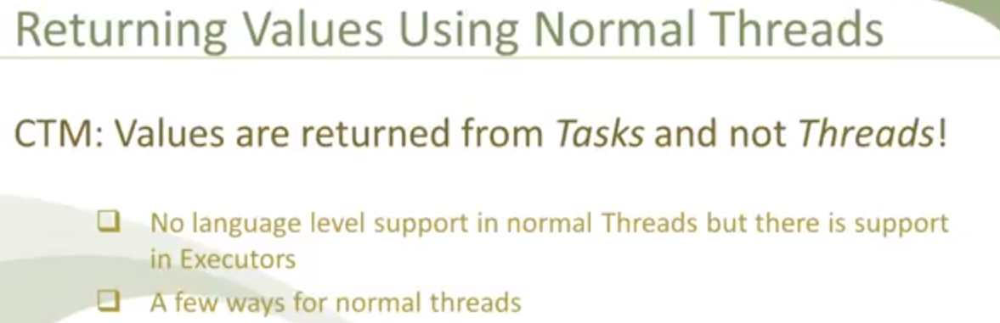 Returning Values Using Normal Threads
CTM: Values are returned from Tasks and not Threads!
No language level support in normal Threads but there is support
in Executors
A few ways for normal threads